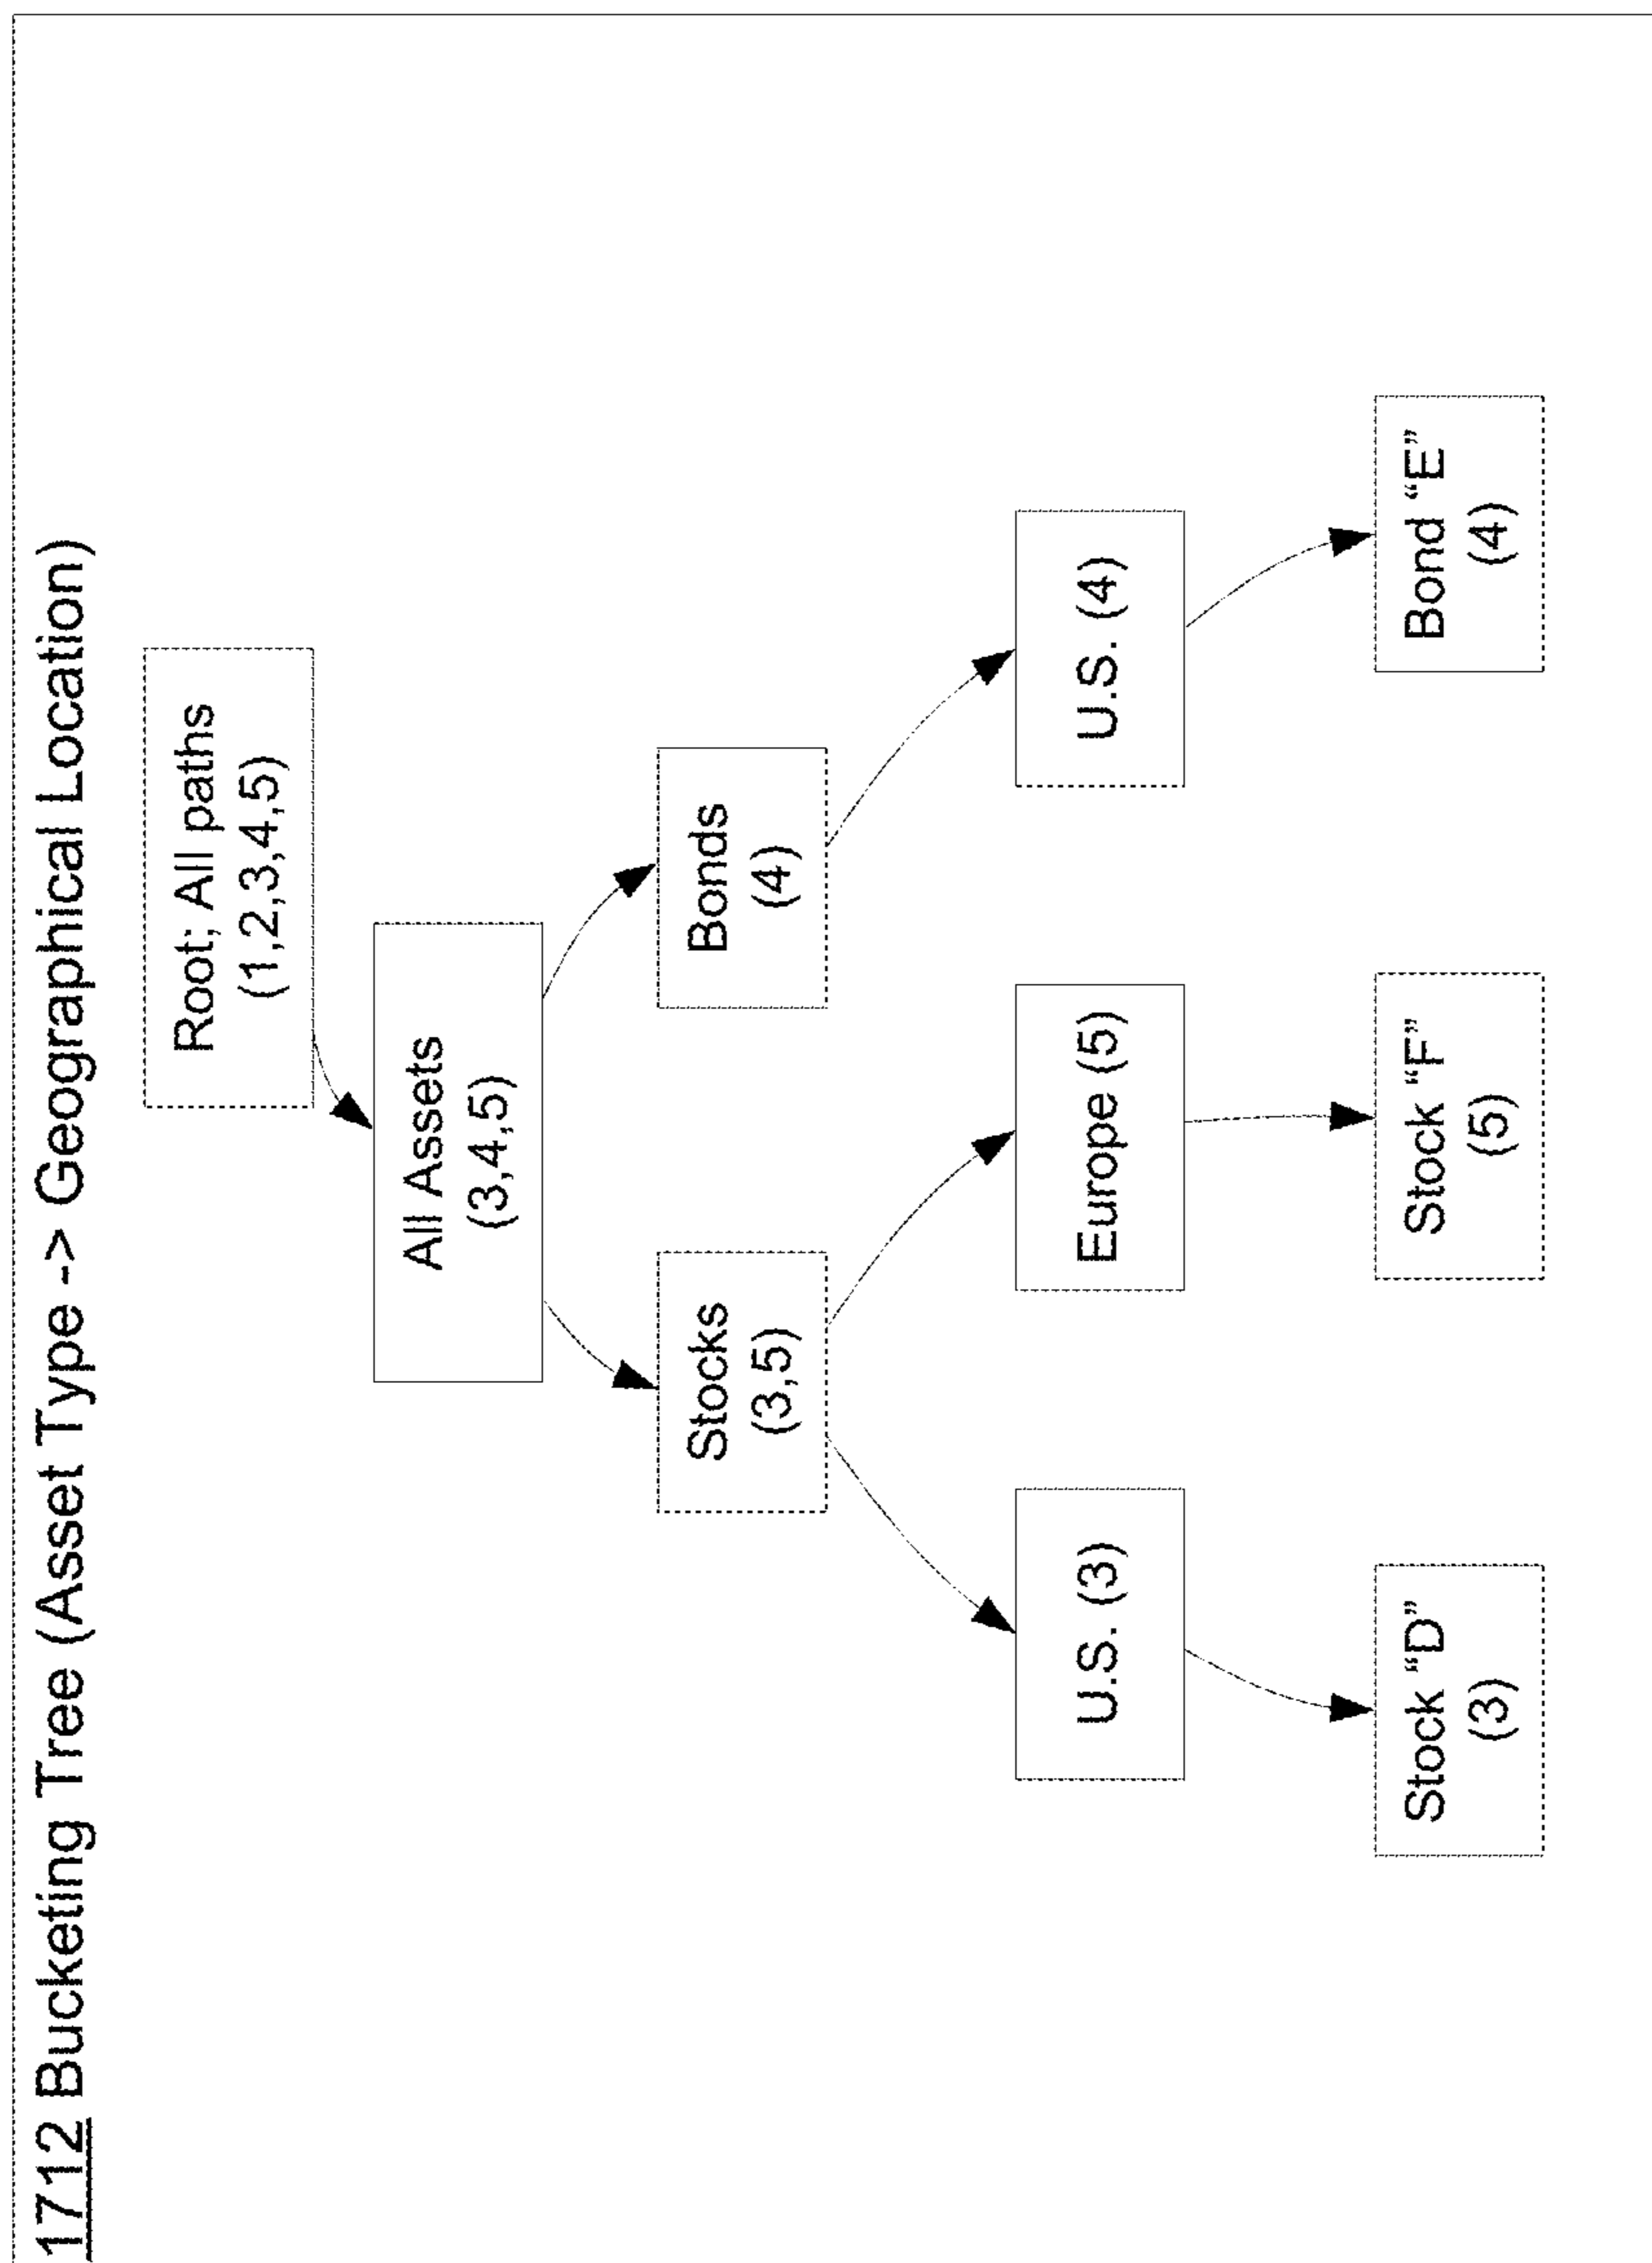 1712 Bucketing Tree (Asset Type -> Geographical Location)
Root; All paths
(1,2,3,4,5)
All Assets
(3,4,5)
Stocks
(3,5)
Bonds
(4)
U.S. (3)
Europe (5)
U.S. (4)
Stock “D”
(3)
Stock “F”
(5)
Bond “E”
(4)